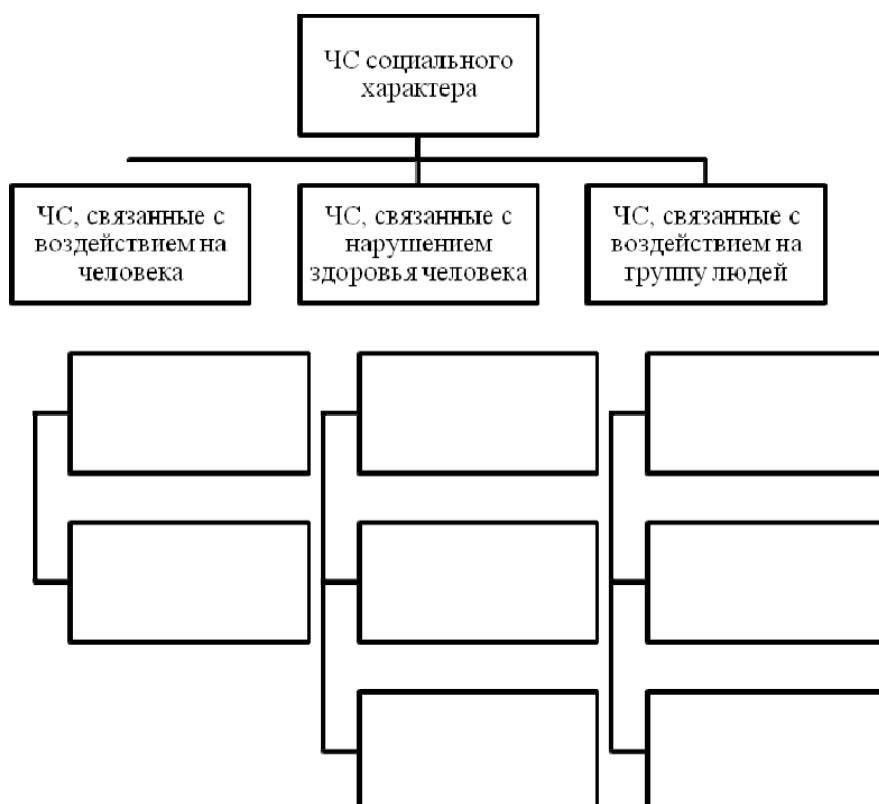 ЧС социального
характера
ЧС, связанные с
воздействием на
человека
ЧС, связанные с
нарушением
здоровья человека
ЧС, связанные с
воздействием на
группу людей